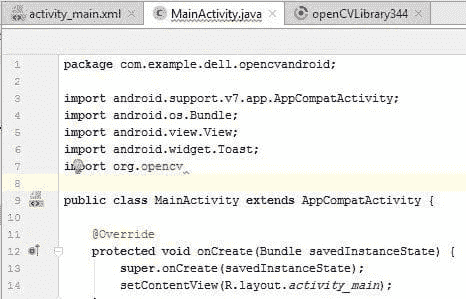 activity_main.xml MainActivity.java openCVLibrary344
1 package com.example.dell.opencvandroid;
2
3 import android.support.v7.app.AppCompatActivity;
4 import android.os.Bundle;
5 import android.view.View;
6 import android.widget.Toast;
7 import org.opencv
8
9 public class MainActivity extends AppCompatActivity {
10
11 @Override
12 protected void onCreate(Bundle savedInstanceState) {
13 super.onCreate(savedInstanceState);
14 setContentView(R.layout.activity_main);